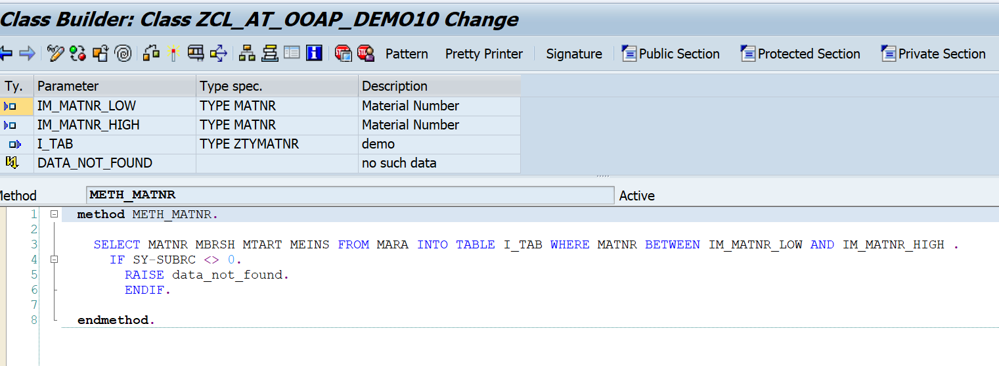 Class Builder: Class ZCL_AT_OOAP_DEMO10 Change
Pattern Pretty Printer Signature Public Section Protected Section Private Section
Ty. Parameter Type spec. Description
IM_MATNR_LOW TYPE MATNR Material Number
IM_MATNR_HIGH TYPE MATNR Material Number
I_TAB TYPE ZTYMATNR demo
DATA_NOT_FOUND no such data
Method METH_MATNR Active
1 method METH_MATNR.
2
3 SELECT MATNR MBRSH MTART MEINS FROM MARA INTO TABLE I_TAB WHERE MATNR BETWEEN IM_MATNR_LOW AND IM_MATNR_HIGH .
4 IF SY-SUBRC <> 0.
5 RAISE data_not_found.
6 ENDIF.
7
8 endmethod.